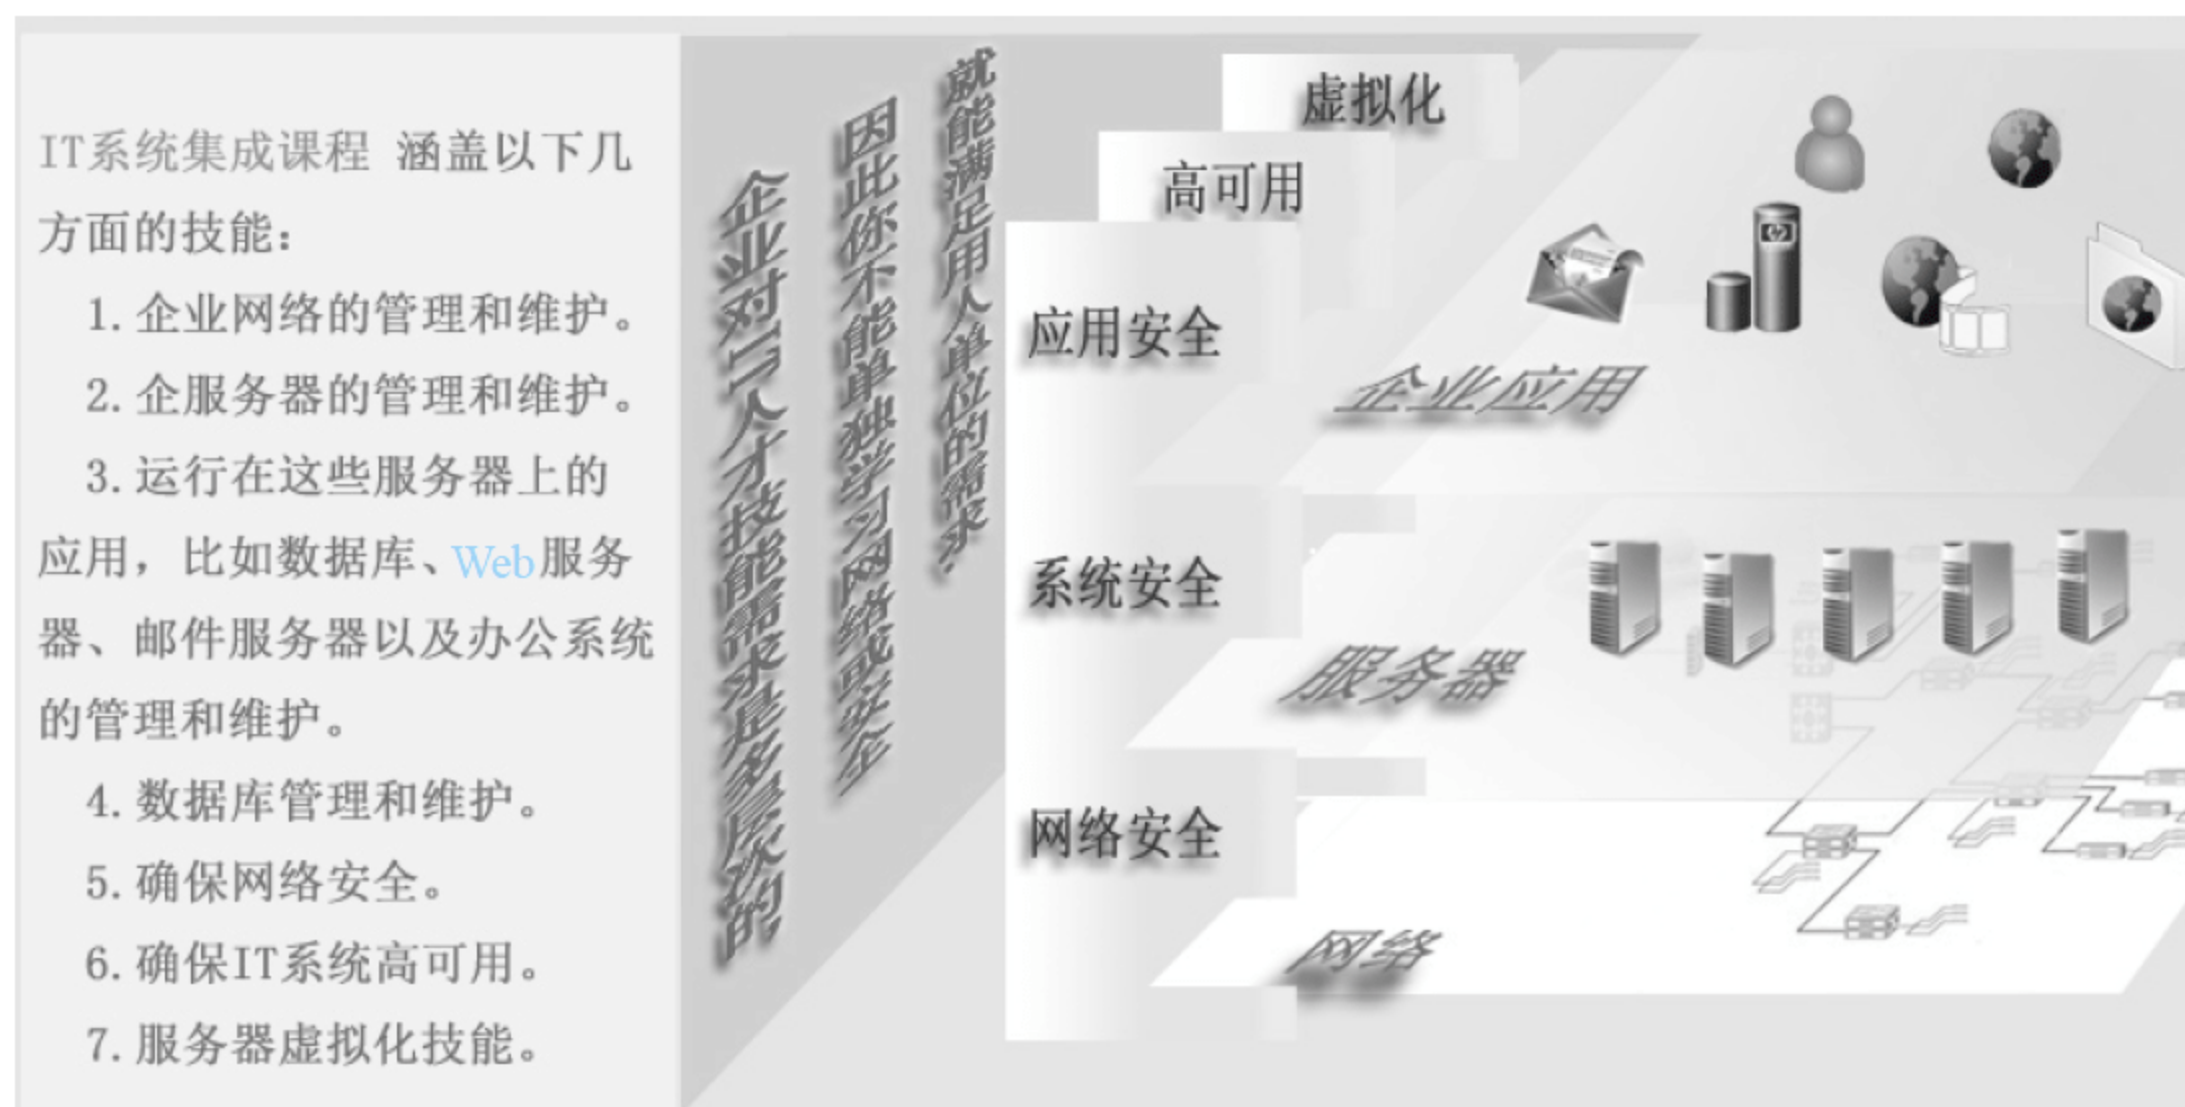 IT系统集成课程 涵盖以下几
方面的技能：
1.企业网络的管理和维护。
2.企服务器的管理和维护。
3.运行在这些服务器上的
应用，比如数据库、Web服务
器、邮件服务器以及办公系统
的管理和维护。
4.数据库管理和维护。
5.确保网络安全。
6.确保IT系统高可用。
7.服务器虚拟化技能。
企业对IT人才技能需求是多层次的，
因此你不能单独学习网络或安全
就能满足用人单位的需求.
虚拟化
高可用
应用安全
系统安全
网络安全
企业应用
服务器
网络
hp